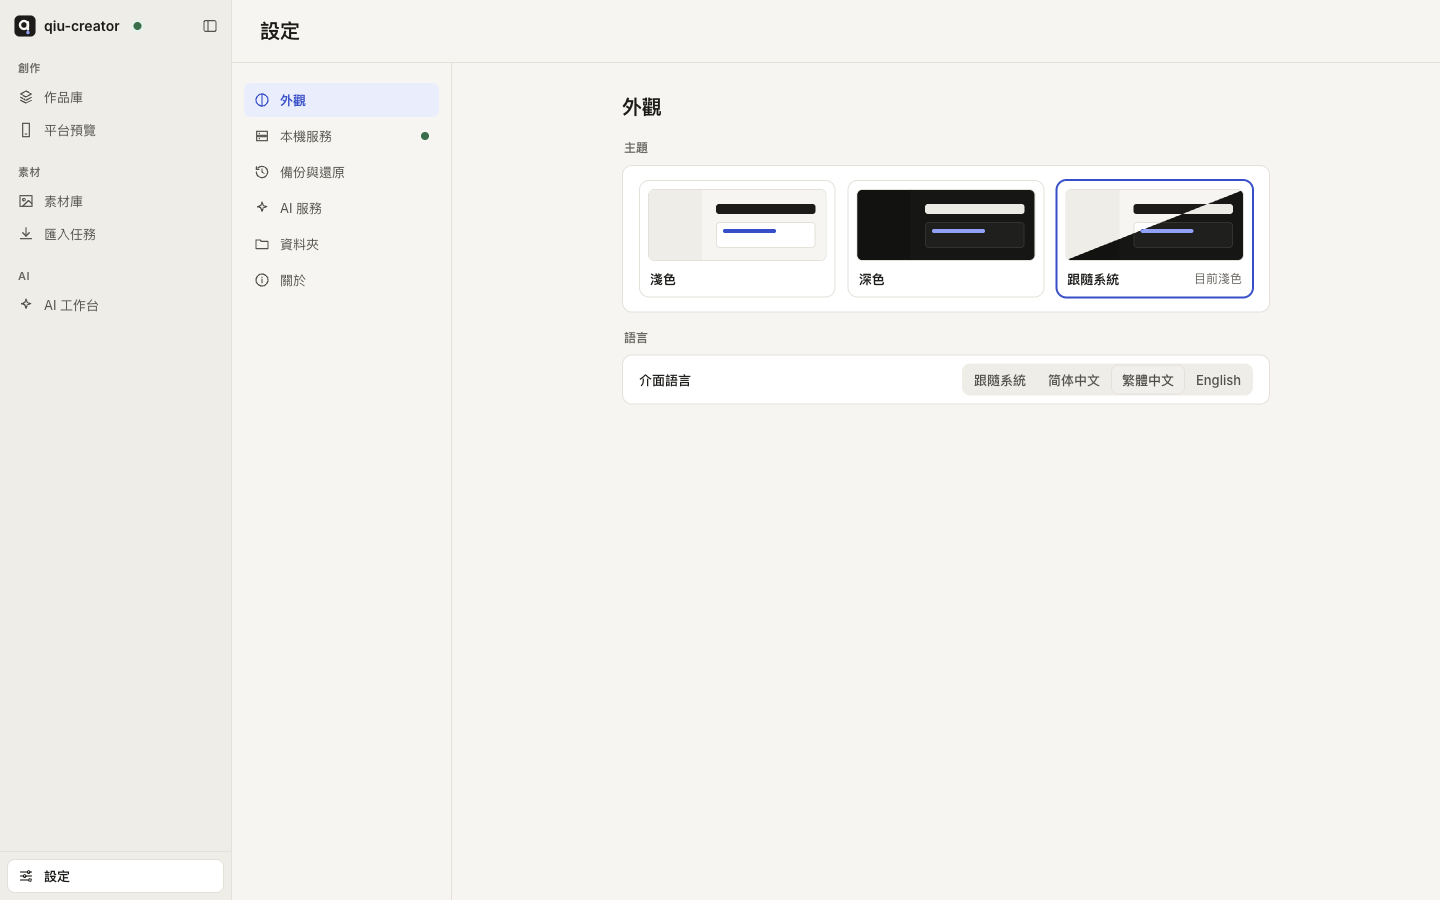 qiu-creator
創作
作品庫
平台預覽
素材
素材庫
匯入任務
AI
AI 工作台
設定
設定
外觀
本機服務
備份與還原
AI 服務
資料夾
關於
外觀
主題
淺色
深色
跟隨系統
目前淺色
語言
介面語言
跟隨系統
简体中文
繁體中文
English